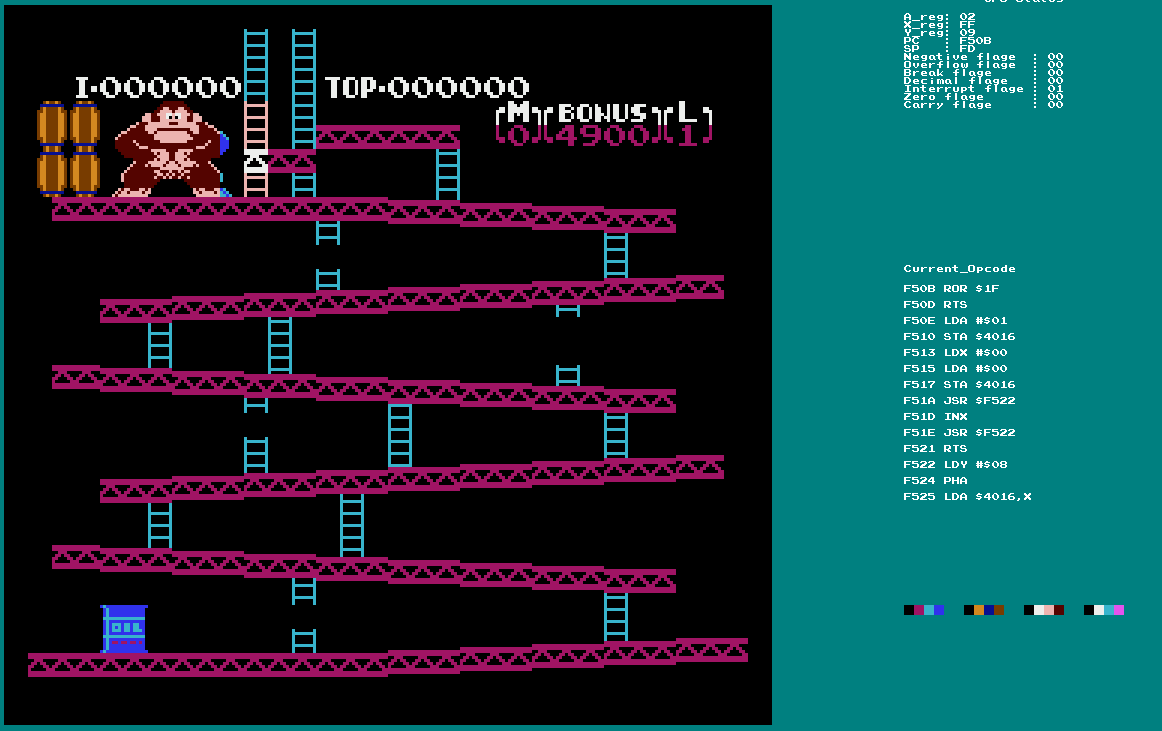 I-000000 TOP-000000
M BONUS L
0 4900 1
OIL
A_reg: 02
X_reg: FF
Y_reg: 09
PC : F50B
SP : FD
Negative flage : 00
Overflow flage : 00
Break flage : 00
Decimal flage : 00
Interrupt flage : 01
Zero flage : 00
Carry flage : 00
Current_Opcode
F50B ROR $1F
F50D RTS
F50E LDA #$01
F510 STA $4016
F513 LDX #$00
F515 LDA #$00
F517 STA $4016
F51A JSR $F522
F51D INX
F51E JSR $F522
F521 RTS
F522 LDY #$08
F524 PHA
F525 LDA $4016,X